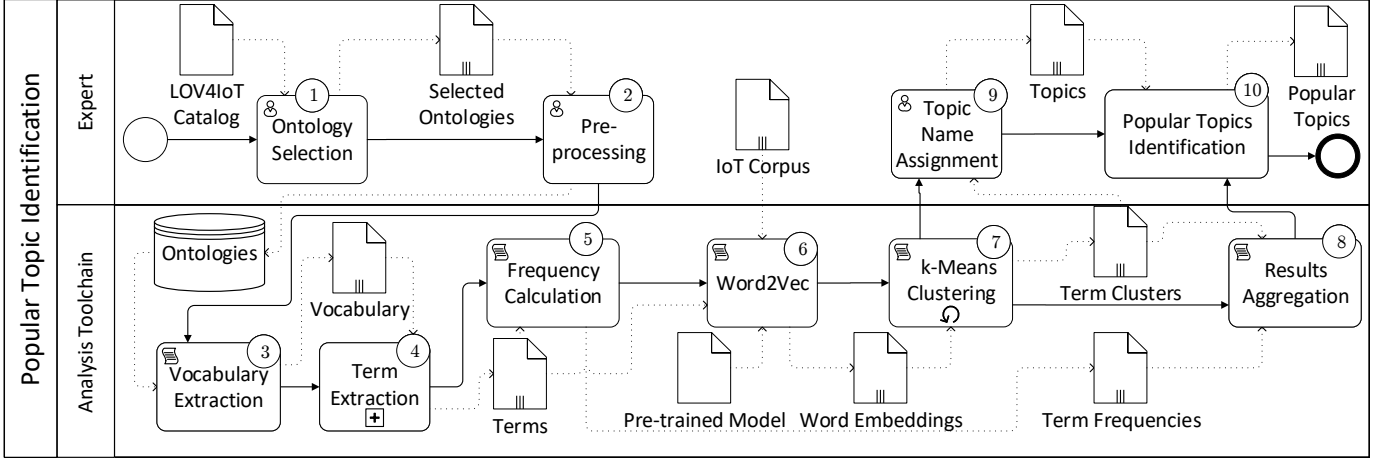 Popular Topic Identification
Expert
LOV4IoT
Catalog
1
Ontology
Selection
Selected
Ontologies
2
Pre-
processing
IoT Corpus
9
Topic
Name
Assignment
Topics
10
Popular Topics
Identification
Popular
Topics
Analysis Toolchain
Ontologies
3
Vocabulary
Extraction
Vocabulary
4
Term
Extraction
5
Frequency
Calculation
Terms
6
Word2Vec
Pre-trained Model
Word Embeddings
7
k-Means
Clustering
Term Clusters
Term Frequencies
8
Results
Aggregation